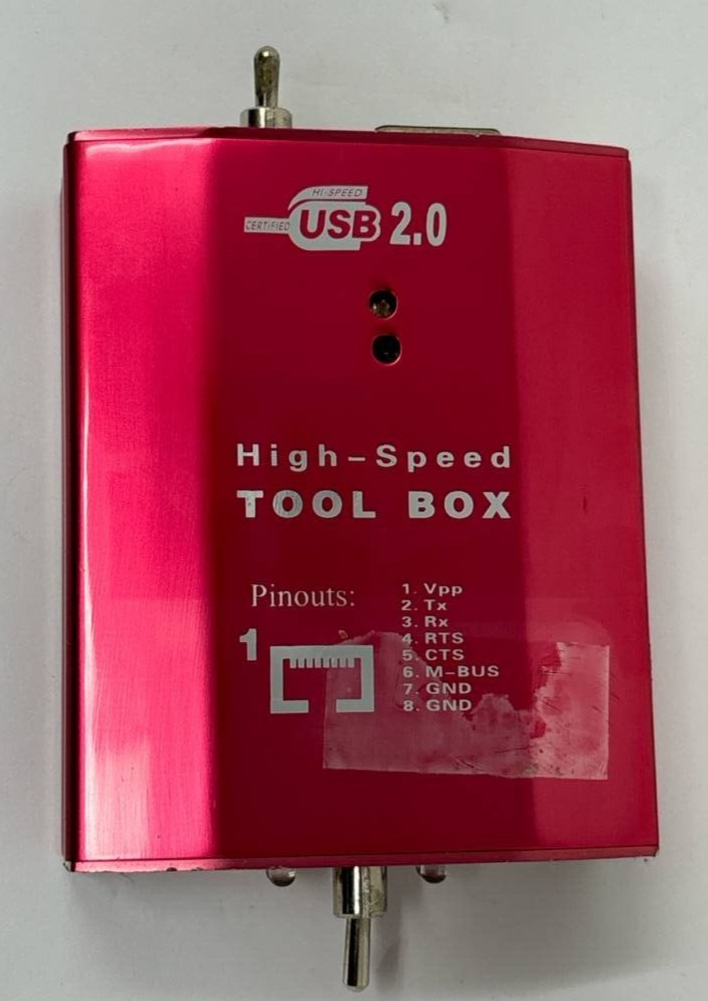 HI-SPEED
CERTIFIED USB 2.0
High-Speed
TOOL BOX
Pinouts:
1
1. Vpp
2. Tx
3. Rx
4. RTS
5. CTS
6. M-BUS
7. GND
8. GND